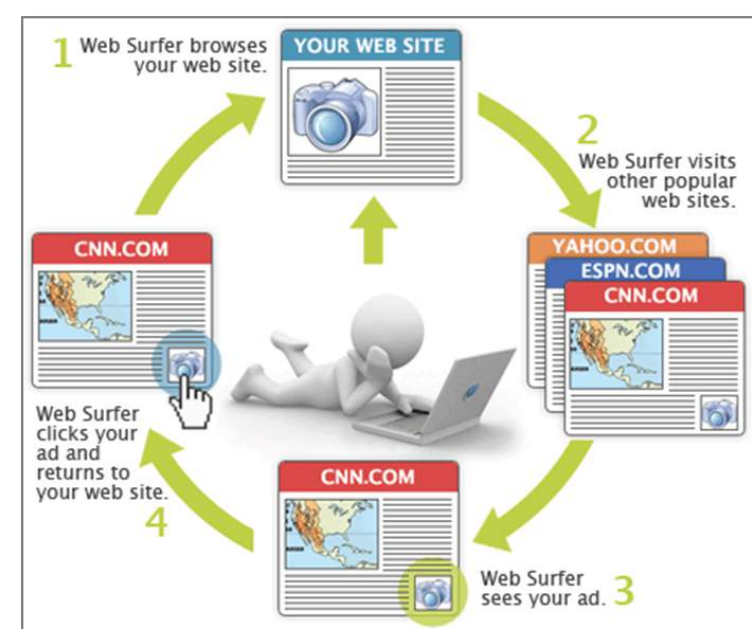 1
Web Surfer browses
your web site.
YOUR WEB SITE
2
Web Surfer visits
other popular
web sites.
YAHOO.COM
ESPN.COM
CNN.COM
CNN.COM
Web Surfer
clicks your
ad and
returns to
your web site.
4
CNN.COM
Web Surfer
sees your ad. 3